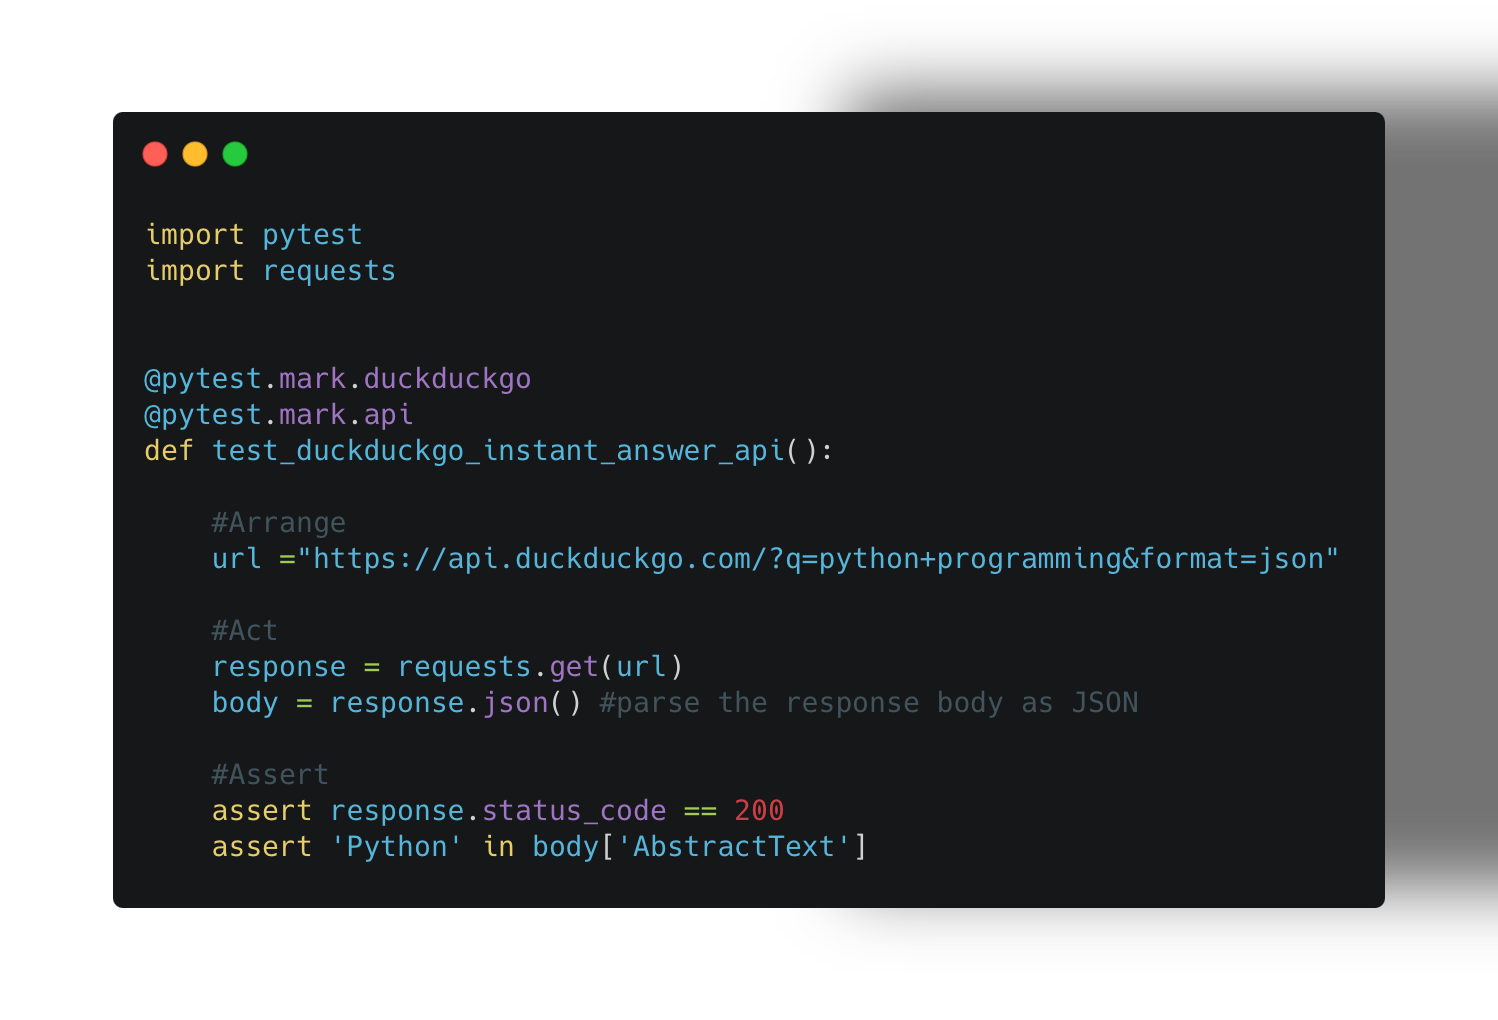 import pytest
import requests
@pytest.mark.duckduckgo
@pytest.mark.api
def test_duckduckgo_instant_answer_api():
#Arrange
url ="https://api.duckduckgo.com/?q=python+programming&format=json"
#Act
response = requests.get(url)
body = response.json() #parse the response body as JSON
#Assert
assert response.status_code == 200
assert 'Python' in body['AbstractText']